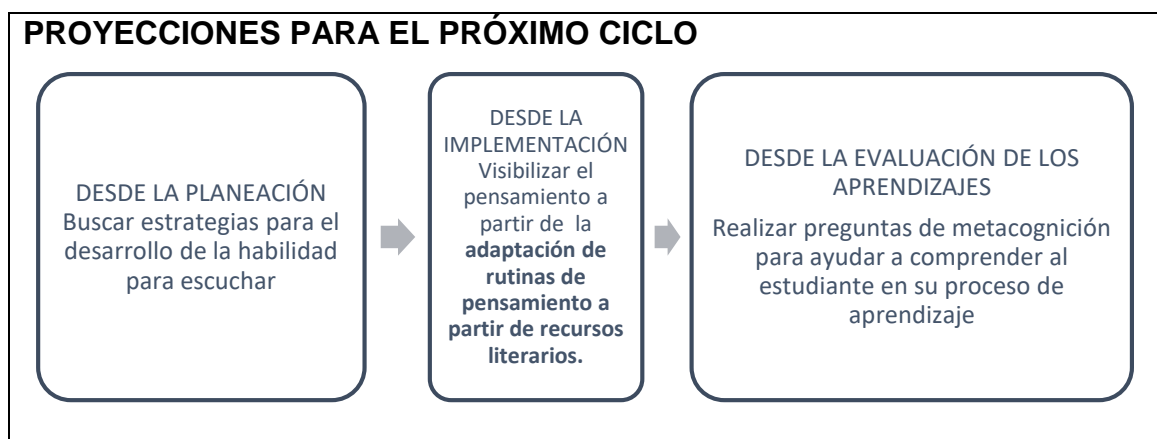 PROYECCIONES PARA EL PRÓXIMO CICLO
DESDE LA PLANEACIÓN
Buscar estrategias para el
desarrollo de la habilidad
para escuchar
DESDE LA
IMPLEMENTACIÓN
Visibilizar el
pensamiento a
partir de la
adaptación de
rutinas de
pensamiento a
partir de recursos
literarios.
DESDE LA EVALUACIÓN DE LOS
APRENDIZAJES
Realizar preguntas de metacognición
para ayudar a comprender al
estudiante en su proceso de
aprendizaje